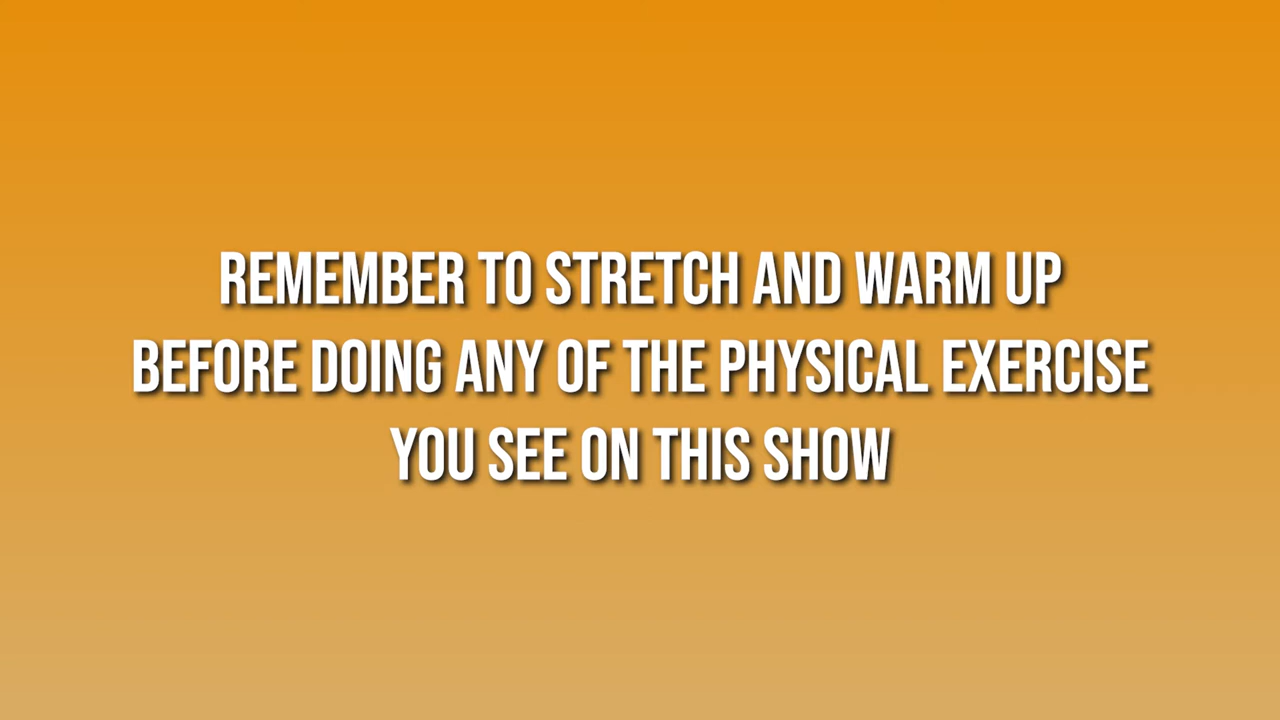 REMEMBER TO STRETCH AND WARM UP
BEFORE DOING ANY OF THE PHYSICAL EXERCISE
YOU SEE ON THIS SHOW